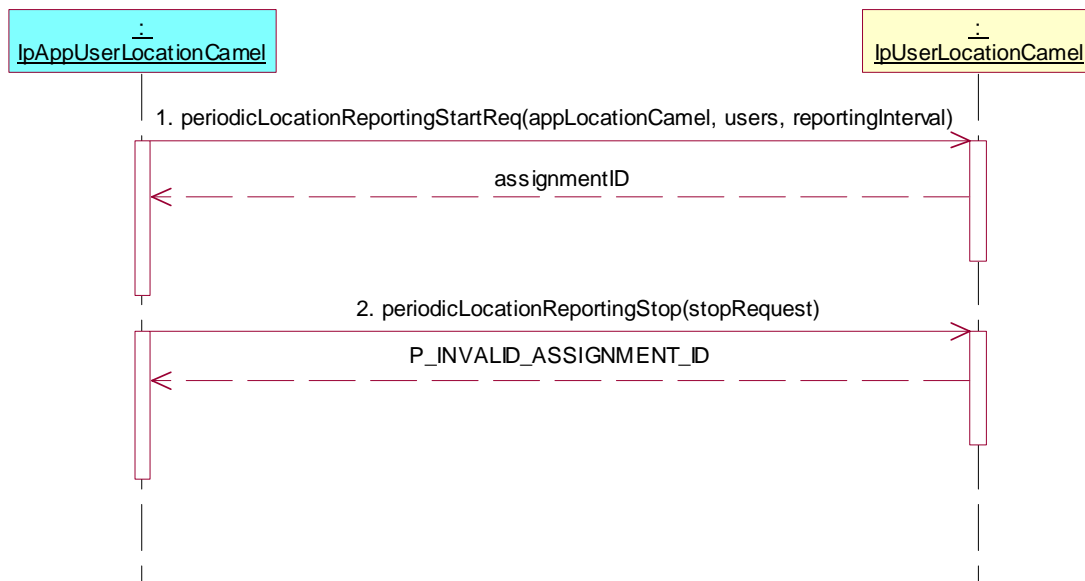 :
IpAppUserLocationCamel
:
IpUserLocationCamel
1. periodicLocationReportingStartReq(appLocationCamel, users, reportingInterval)
assignmentID
2. periodicLocationReportingStop(stopRequest)
P_INVALID_ASSIGNMENT_ID